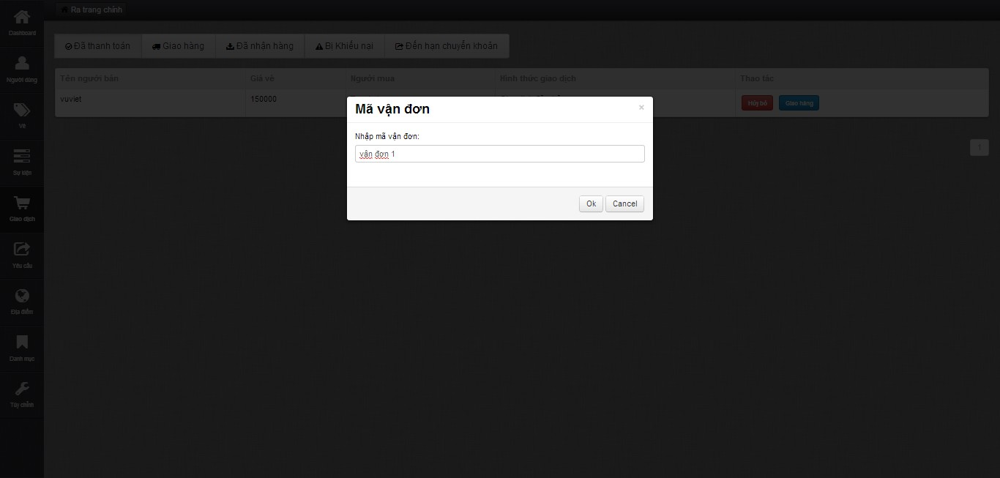 Ra trang chính
Dashboard
Người dùng
Vé
Sự kiện
Giao dịch
Yêu cầu
Địa điểm
Danh mục
Tùy chỉnh
Đã thanh toán Giao hàng Đã nhận hàng Bị Khiếu nại Đến hạn chuyển khoản
Tên người bán Giá vé Người mua Hình thức giao dịch Thao tác
vuviet 150000 Hủy bỏ Giao hàng
Mã vận đơn ×
Nhập mã vận đơn:
vân đơn 1
Ok Cancel
1